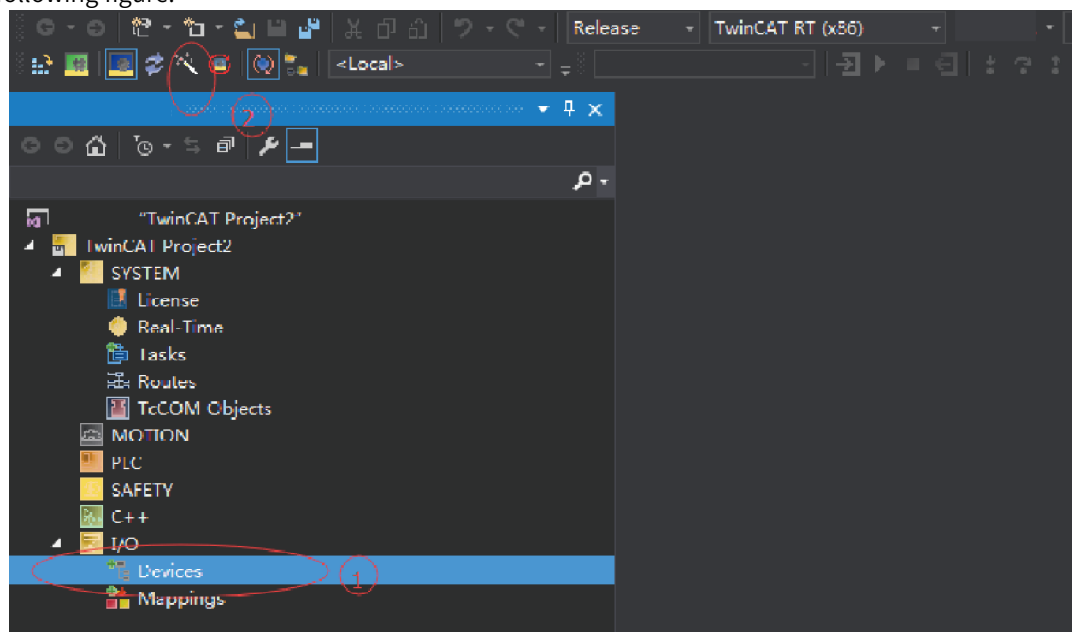 following figure.
Release TwinCAT RT (x86)
<Local>
2
"TwinCAT Project2"
TwinCAT Project2
SYSTEM
License
Real-Time
Tasks
Routes
TcCOM Objects
MOTION
PLC
SAFETY
C++
I/O
Devices 1
Mappings